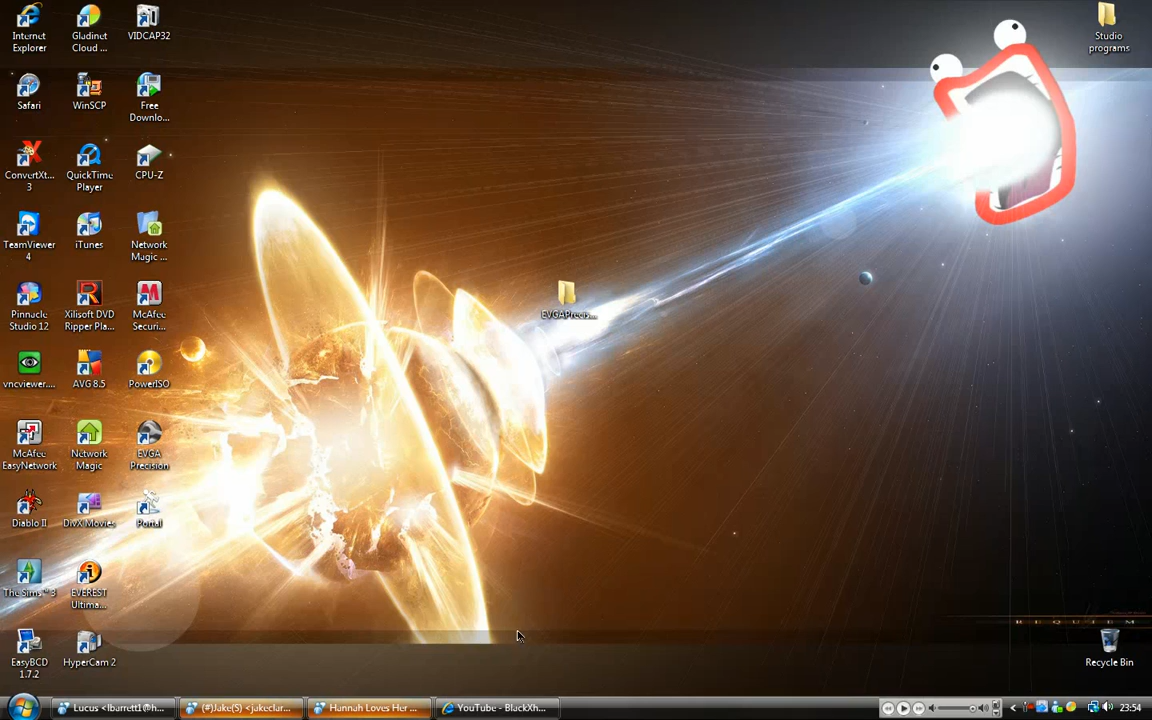 Internet
Explorer
Gladinet
Cloud ...
VIDCAP32
Studio
programs
Safari
WinSCP
Free
Downlo...
ConvertXt...
3
QuickTime
Player
CPU-Z
TeamViewer
4
iTunes
Network
Magic ...
Pinnacle
Studio 12
Xilisoft DVD
Ripper Pla...
McAfee
Securi...
EVGAPrecis...
vncviewer....
AVG 8.5
PowerISO
McAfee
EasyNetwork
Network
Magic
EVGA
Precision
Diablo II
DivX Movies
Portal
The Sims™ 3
EVEREST
Ultima...
REQUIEM
EasyBCD
1.7.2
HyperCam 2
Recycle Bin
Lucus <lbarrett1@h...
(#)Jake(S) <jakeclar...
Hannah Loves Her ...
YouTube - BlackXh...
23:54